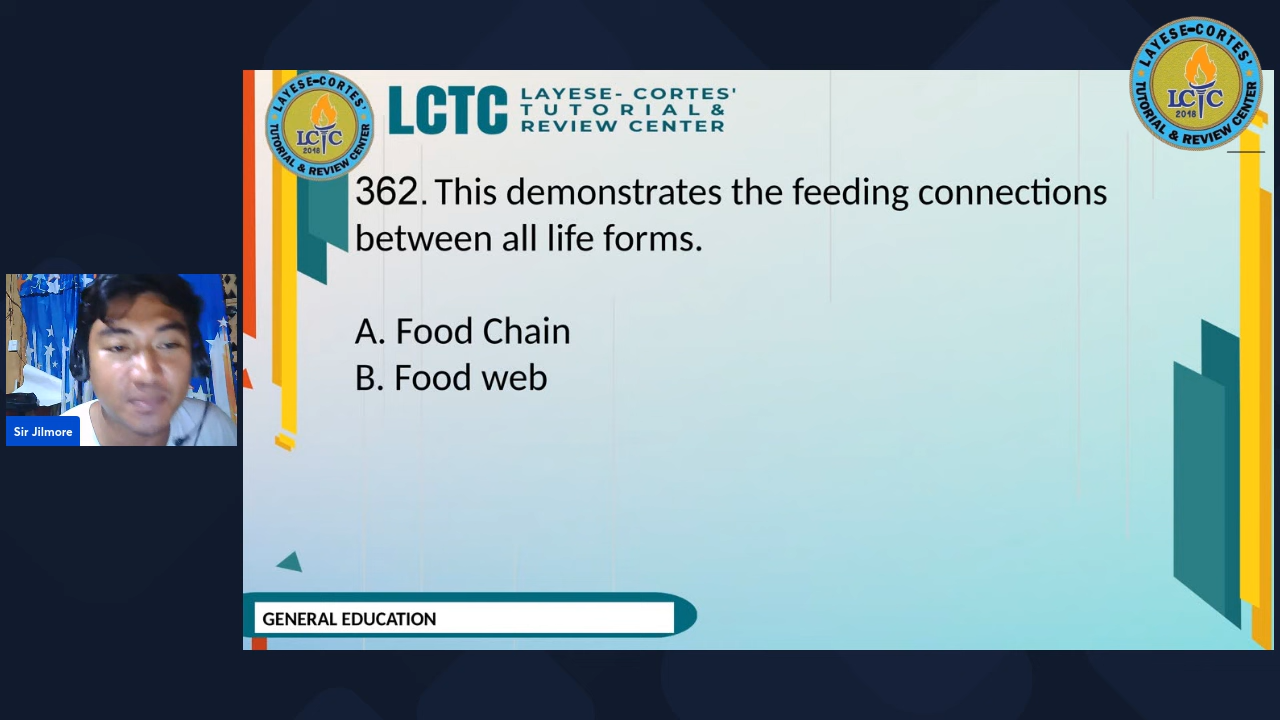 LAYESE-CORTES'
LCTC
2018
TUTORIAL & REVIEW CENTER
LCTC
LAYESE- CORTES'
TUTORIAL &
REVIEW CENTER
LAYESE-CORTES'
LCTC
2018
TUTORIAL & REVIEW CENTER
362. This demonstrates the feeding connections
between all life forms.
A. Food Chain
B. Food web
Sir Jilmore
GENERAL EDUCATION